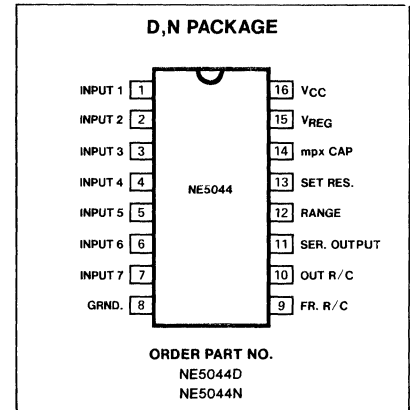 D,N PACKAGE
INPUT 1 1 16 VCC
INPUT 2 2 15 VREG
INPUT 3 3 14 mpx CAP
INPUT 4 4 13 SET RES.
NE5044
INPUT 5 5 12 RANGE
INPUT 6 6 11 SER. OUTPUT
INPUT 7 7 10 OUT R/C
GRND. 8 9 FR. R/C
ORDER PART NO.
NE5044D
NE5044N